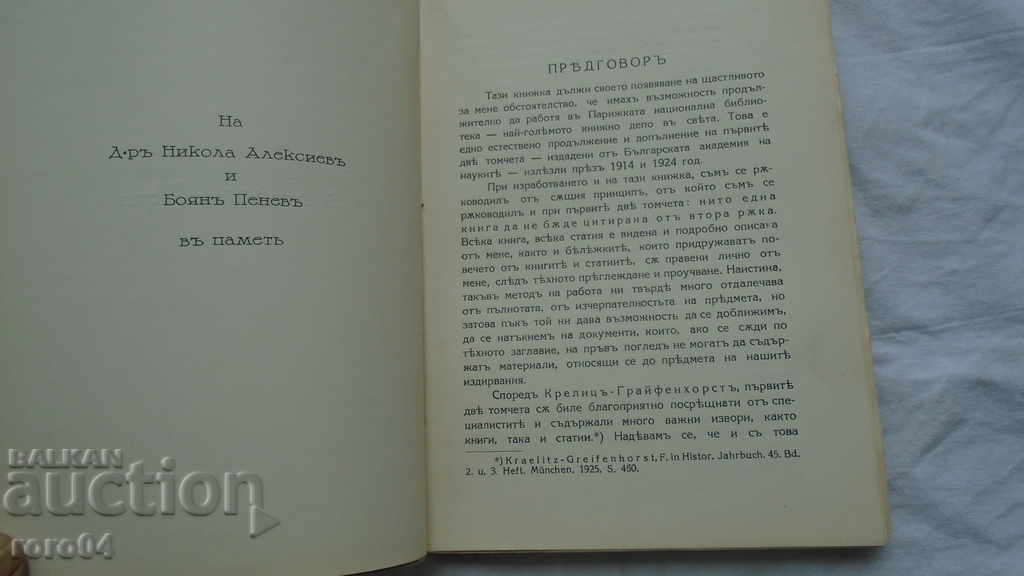 На
Д-ръ Никола Алексиевъ
и
Боянъ Пеневъ
въ паметь
ПРѢДГОВОРЪ
Тази книжка дължи своето появяване на щастливото
за мене обстоятелство, че имахъ възможность продъл-
жително да работя въ Парижката национална библио-
тека — най-голѣмото книжно депо въ свѣта. Това е
едно естествено продължение и допълнение на първитѣ
двѣ томчета — издадени отъ Българската академия на
наукитѣ — излѣзли прѣзъ 1914 и 1924 год.
При изработването и на тази книжка, съмъ се рѫ-
ководилъ отъ сѫщия принципъ, отъ който съмъ се
рѫководилъ и при първитѣ двѣ томчета: нито една
книга да не бѫде цитирана отъ втора рѫка.
Всѣка книга, всѣка статия е видена и подробно описана
отъ мене, както и бѣлежкитѣ, които придружаватъ по-
вечето отъ книгитѣ и статиитѣ, сѫ правени лично отъ
мене, слѣдъ тѣхното прѣглеждане и проучване. Наистина,
такъвъ методъ на работа ни твърдѣ много отдалечава
отъ пълнотата, отъ изчерпателностьта на прѣдмета, но
затова пъкъ той ни дава възможность да се доближимъ,
да се натъкнемъ на документи, които, ако се сѫди по
тѣхното заглавие, на пръвъ погледъ не могатъ да съдър-
жатъ материали, относящи се до прѣдмета на нашитѣ
издирвания.
Споредъ Крелицъ-Грайфенхорстъ, първитѣ
двѣ томчета сѫ биле благоприятно посрѣщнати отъ спе-
циалиститѣ и съдържали много важни извори, както
книги, така и статии.*) Надѣвамъ се, че и съ това
*) Kraelitz-Greifenhorst, F. In Histor. Jahrbuch. 45. Bd.
2. u. 3. Heft. München, 1925. S. 460.
BALKAN
auction
roro04